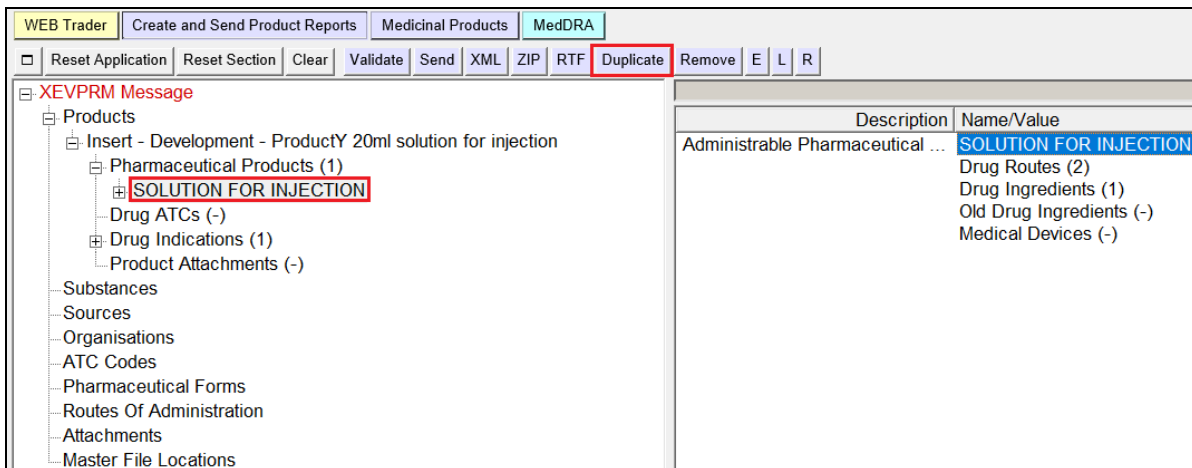 WEB Trader Create and Send Product Reports Medicinal Products MedDRA
Reset Application Reset Section Clear Validate Send XML ZIP RTF Duplicate Remove E L R
XEVPRM Message
Products
Insert - Development - ProductY 20ml solution for injection
Pharmaceutical Products (1)
SOLUTION FOR INJECTION
Drug ATCs (-)
Drug Indications (1)
Product Attachments (-)
Substances
Sources
Organisations
ATC Codes
Pharmaceutical Forms
Routes Of Administration
Attachments
Master File Locations
Description Name/Value
Administrable Pharmaceutical ... SOLUTION FOR INJECTION
Drug Routes (2)
Drug Ingredients (1)
Old Drug Ingredients (-)
Medical Devices (-)